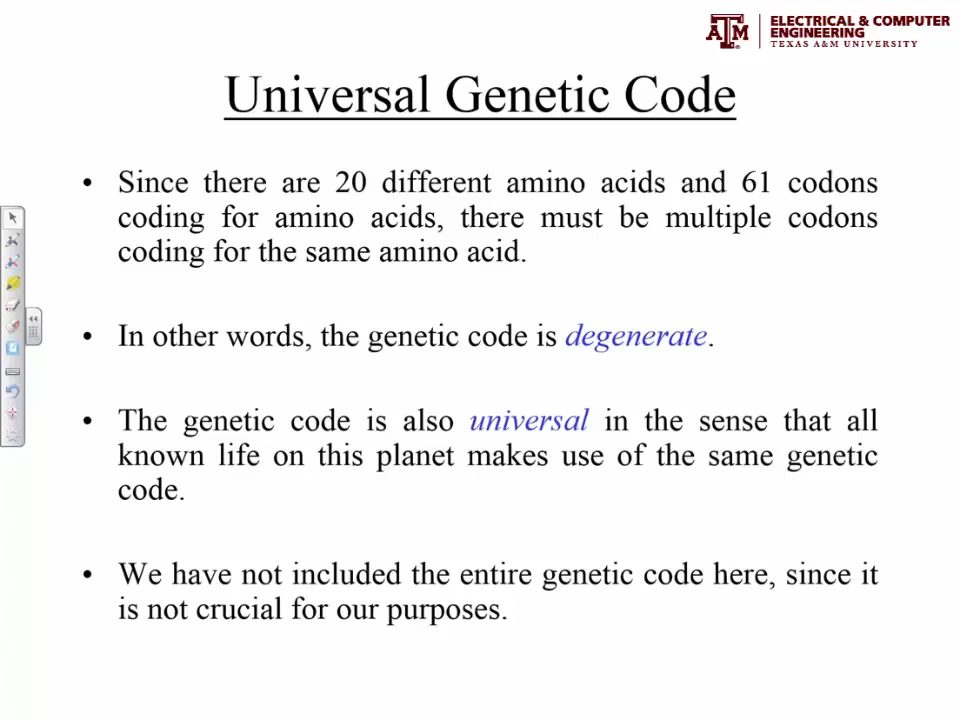 ELECTRICAL & COMPUTER
ENGINEERING
TEXAS A&M UNIVERSITY
Universal Genetic Code
• Since there are 20 different amino acids and 61 codons
coding for amino acids, there must be multiple codons
coding for the same amino acid.
• In other words, the genetic code is degenerate.
• The genetic code is also universal in the sense that all
known life on this planet makes use of the same genetic
code.
• We have not included the entire genetic code here, since it
is not crucial for our purposes.